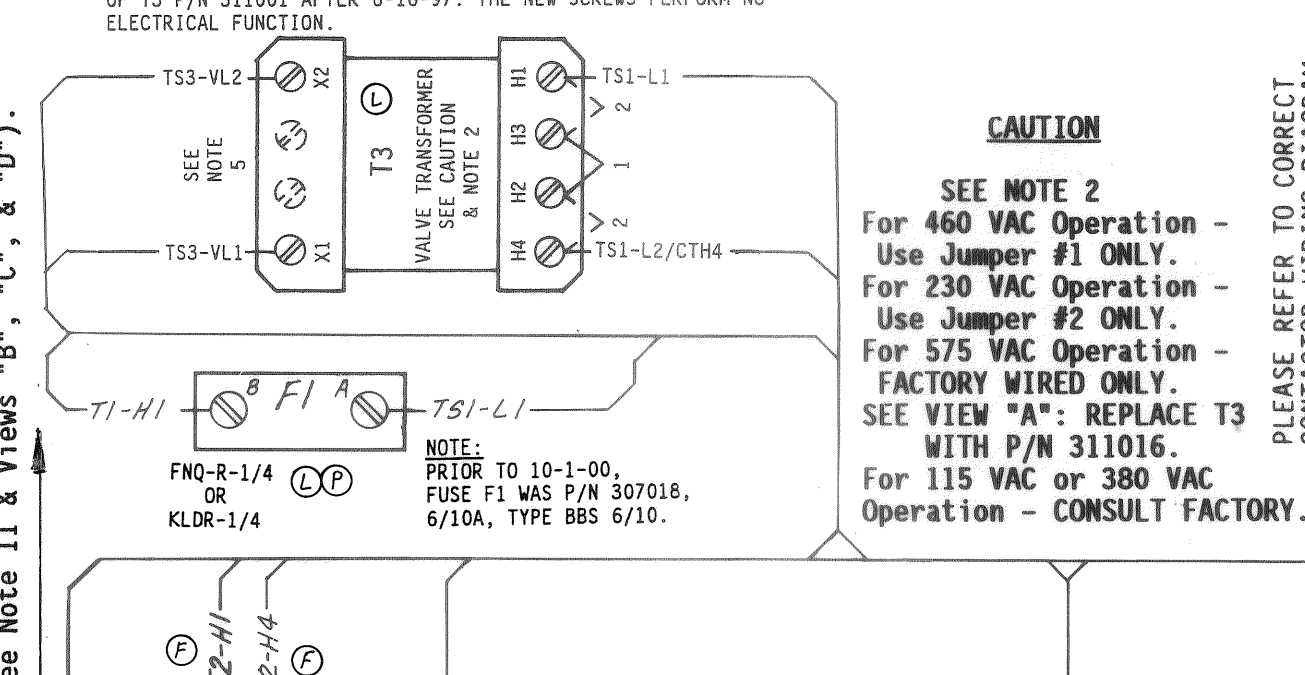 OF T3 P/N 311001 AFTER 6-16-97. THE NEW SCREWS PERFORM NO
ELECTRICAL FUNCTION.
TS3-VL2
X2
L
T3
VALVE TRANSFORMER
SEE CAUTION
& NOTE 2
H1
TS1-L1
2
H3
1
H2
2
H4
TS1-L2/CTH4
SEE
NOTE
5
TS3-VL1
X1
CAUTION
SEE NOTE 2
For 460 VAC Operation -
Use Jumper #1 ONLY.
For 230 VAC Operation -
Use Jumper #2 ONLY.
For 575 VAC Operation -
FACTORY WIRED ONLY.
SEE VIEW "A": REPLACE T3
WITH P/N 311016.
For 115 VAC or 380 VAC
Operation - CONSULT FACTORY.
PLEASE REFER TO CORRECT
T1-H1
B
F1
A
TS1-L1
FNQ-R-1/4
OR
KLDR-1/4
L P
NOTE:
PRIOR TO 10-1-00,
FUSE F1 WAS P/N 307018,
6/10A, TYPE BBS 6/10.
Note 11 & Views "B", "C", & "D").
F
2-H1
2-H4
F